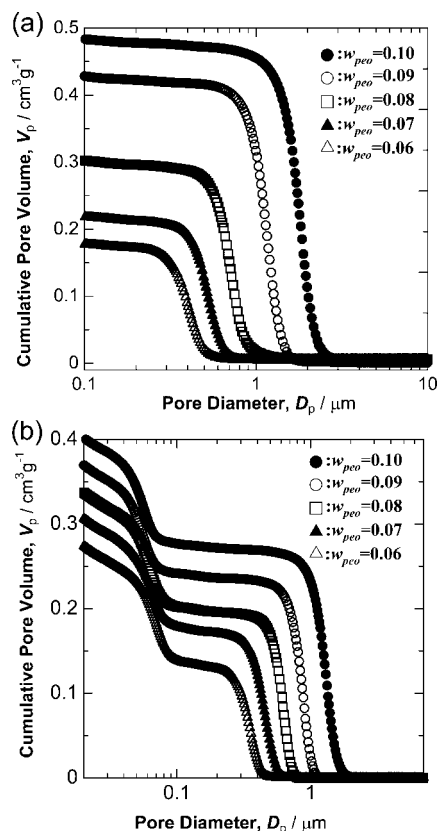 (a)
0.5
0.4
0.3
0.2
0.1
0
Cumulative Pore Volume, Vp / cm³g⁻¹
●:wpeo=0.10
○:wpeo=0.09
□:wpeo=0.08
▲:wpeo=0.07
△:wpeo=0.06
0.1 1 10
Pore Diameter, Dp / μm
(b)
0.4
0.3
0.2
0.1
0
Cumulative Pore Volume, Vp / cm³g⁻¹
●:wpeo=0.10
○:wpeo=0.09
□:wpeo=0.08
▲:wpeo=0.07
△:wpeo=0.06
0.1 1
Pore Diameter, Dp / μm